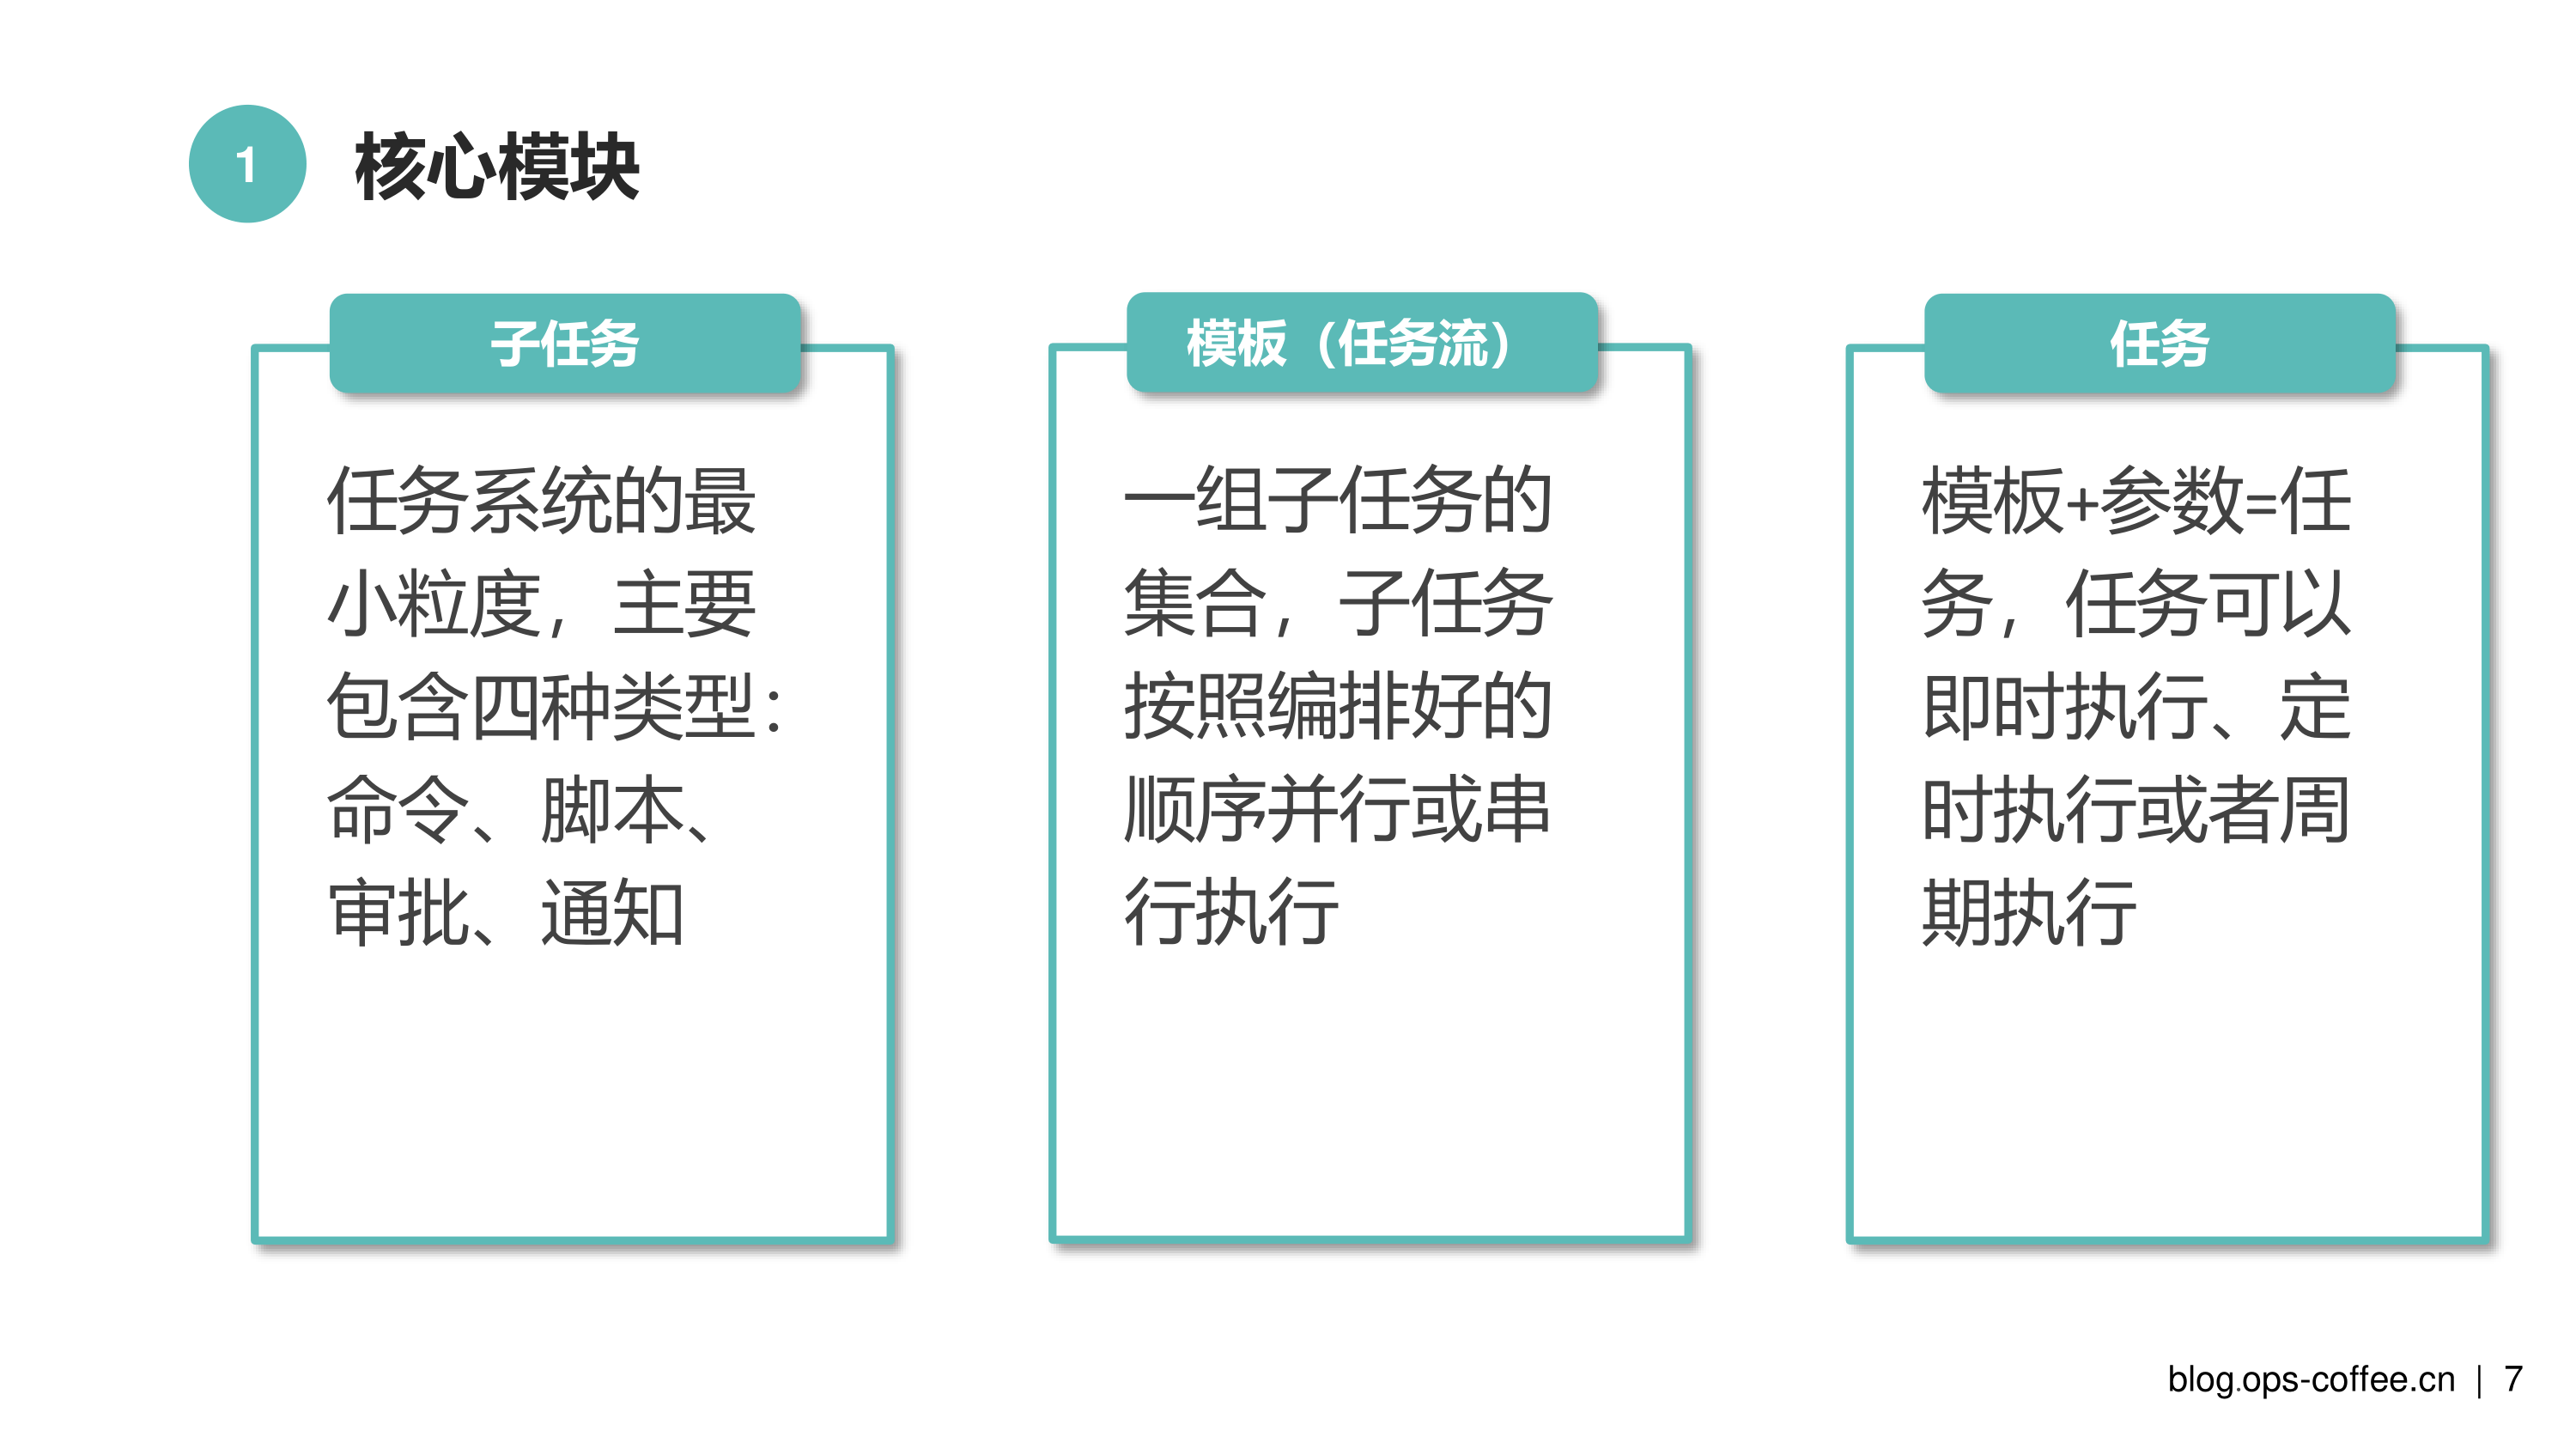 1
核心模块
子任务
任务系统的最
小粒度，主要
包含四种类型：
命令、脚本、
审批、通知
模板（任务流）
一组子任务的
集合，子任务
按照编排好的
顺序并行或串
行执行
任务
模板+参数=任
务，任务可以
即时执行、定
时执行或者周
期执行
blog.ops-coffee.cn | 7